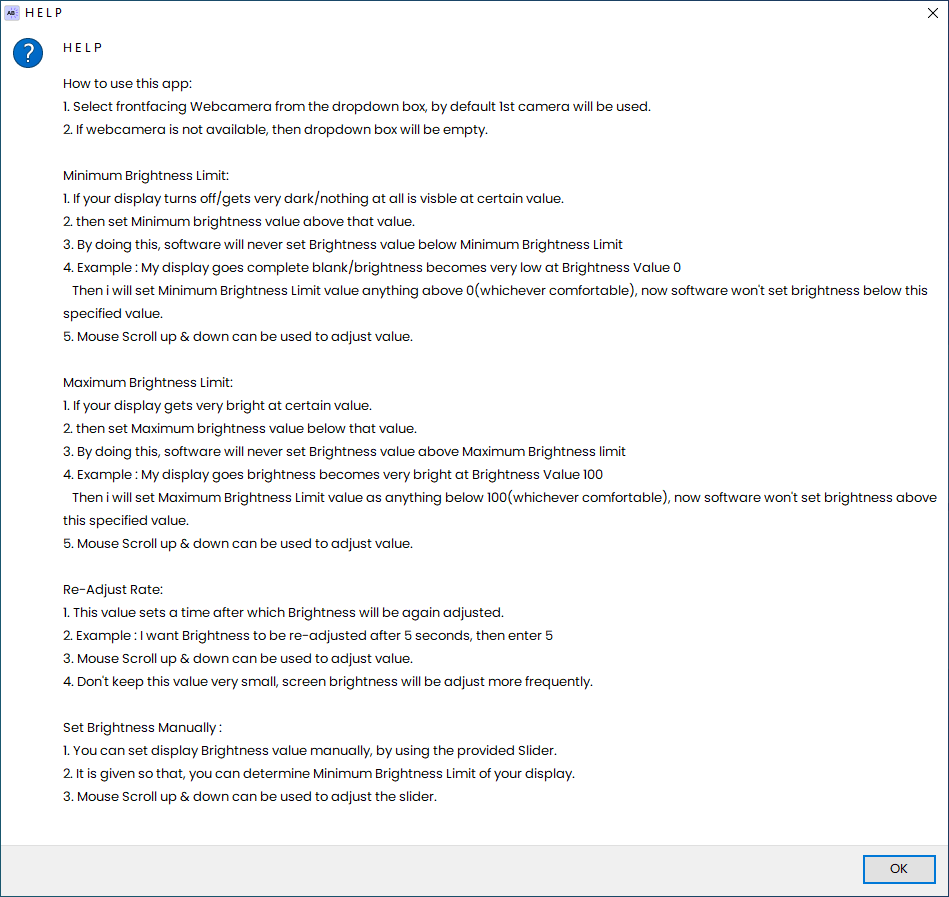 AB
HELP
HELP
How to use this app:
1. Select frontfacing Webcamera from the dropdown box, by default 1st camera will be used.
2. If webcamera is not available, then dropdown box will be empty.
Minimum Brightness Limit:
1. If your display turns off/gets very dark/nothing at all is visble at certain value.
2. then set Minimum brightness value above that value.
3. By doing this, software will never set Brightness value below Minimum Brightness Limit
4. Example : My display goes complete blank/brightness becomes very low at Brightness Value 0
Then i will set Minimum Brightness Limit value anything above 0(whichever comfortable), now software won't set brightness below this
specified value.
5. Mouse Scroll up & down can be used to adjust value.
Maximum Brightness Limit:
1. If your display gets very bright at certain value.
2. then set Maximum brightness value below that value.
3. By doing this, software will never set Brightness value above Maximum Brightness limit
4. Example : My display goes brightness becomes very bright at Brightness Value 100
Then i will set Maximum Brightness Limit value as anything below 100(whichever comfortable), now software won't set brightness above
this specified value.
5. Mouse Scroll up & down can be used to adjust value.
Re-Adjust Rate:
1. This value sets a time after which Brightness will be again adjusted.
2. Example : I want Brightness to be re-adjusted after 5 seconds, then enter 5
3. Mouse Scroll up & down can be used to adjust value.
4. Don't keep this value very small, screen brightness will be adjust more frequently.
Set Brightness Manually :
1. You can set display Brightness value manually, by using the provided Slider.
2. It is given so that, you can determine Minimum Brightness Limit of your display.
3. Mouse Scroll up & down can be used to adjust the slider.
OK